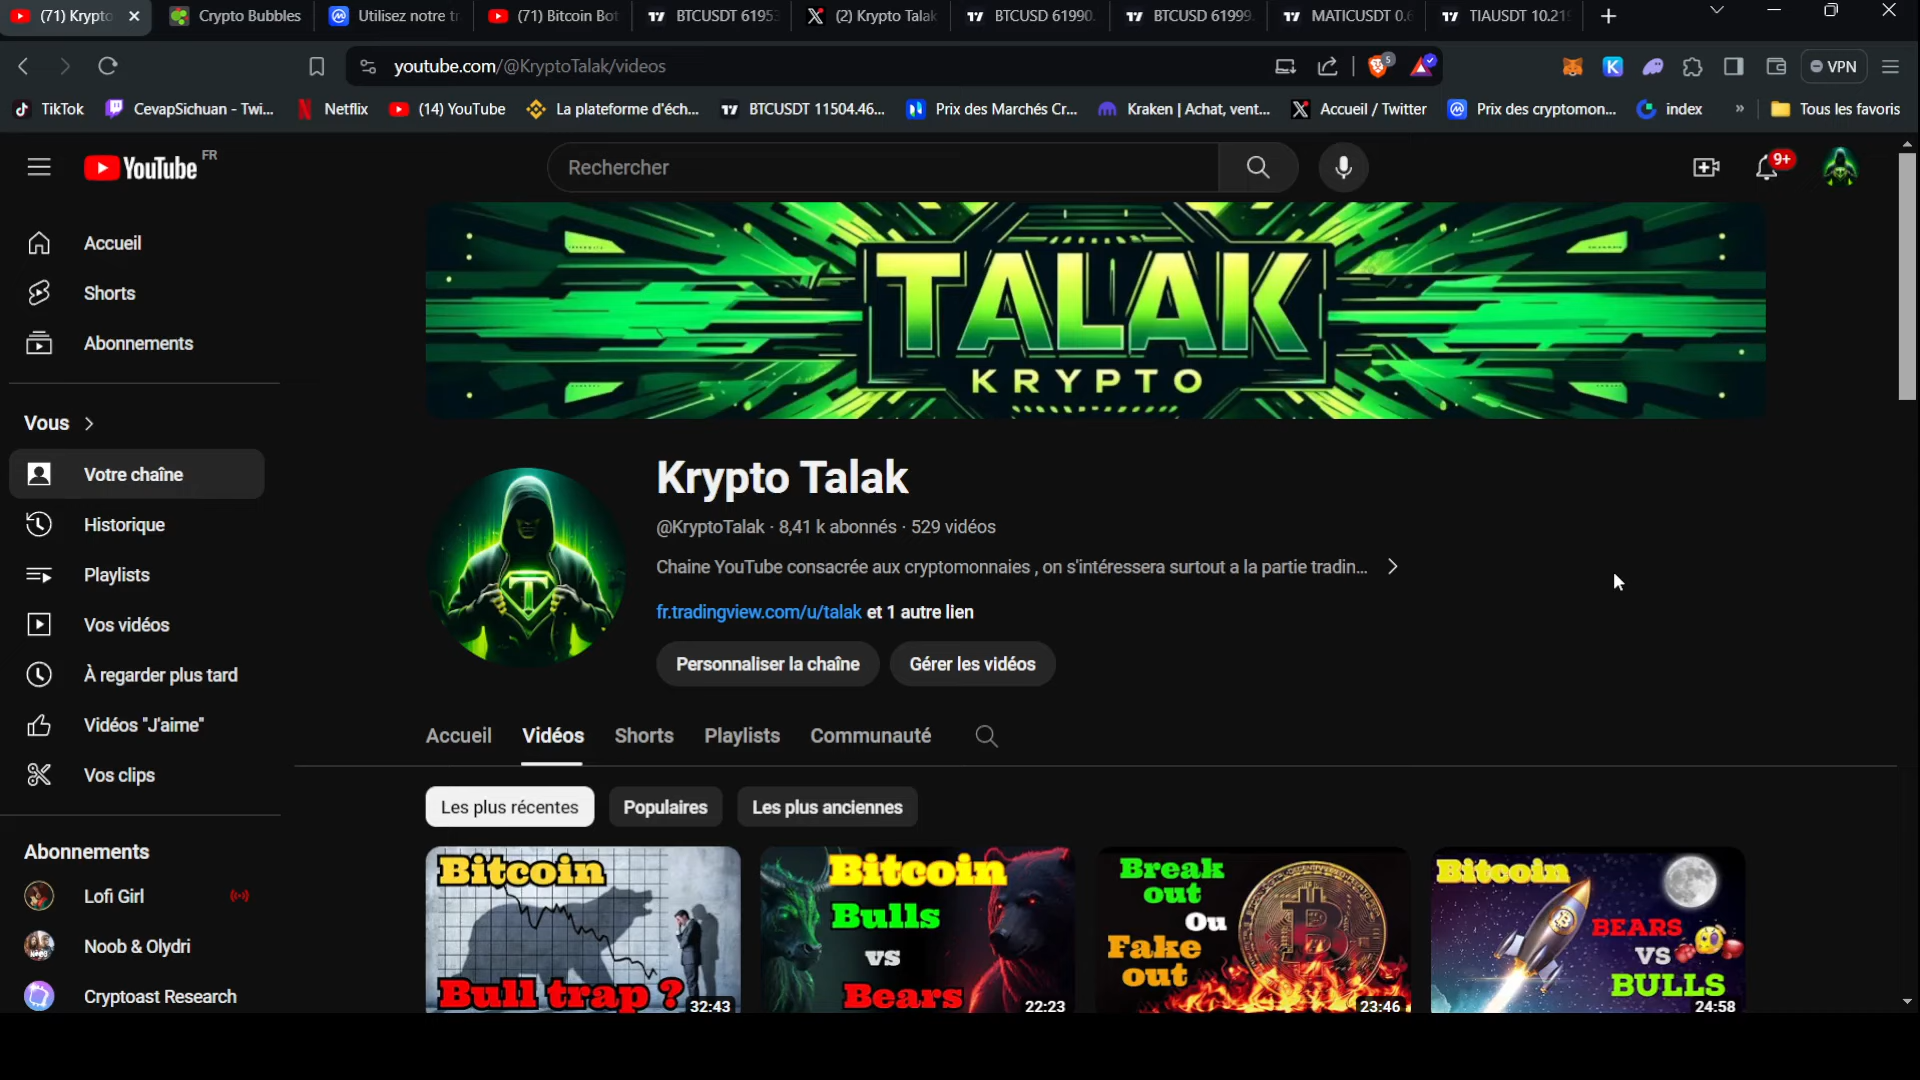 (71) Krypto
Crypto Bubbles
Utilisez notre tr
(71) Bitcoin Bot
BTCUSDT 6195
(2) Krypto Talak
BTCUSD 61990.
BTCUSD 61999.
MATICUSDT 0.6
TIAUSDT 10.219
youtube.com/@KryptoTalak/videos
5
VPN
TikTok
CevapSichuan - Twi...
Netflix
(14) YouTube
La plateforme d'éch...
BTCUSDT 11504.46...
Prix des Marchés Cr...
Kraken | Achat, vent...
Accueil / Twitter
Prix des cryptomon...
index
»
Tous les favoris
YouTube FR
Rechercher
9+
Accueil
Shorts
Abonnements
Vous
Votre chaîne
Historique
Playlists
Vos vidéos
À regarder plus tard
Vidéos "J'aime"
Vos clips
Abonnements
Lofi Girl
Noob & Olydri
Cryptoast Research
TALAK
KRYPTO
T
Krypto Talak
@KryptoTalak · 8,41 k abonnés · 529 vidéos
Chaine YouTube consacrée aux cryptomonnaies , on s'intéressera surtout a la partie tradin...
fr.tradingview.com/u/talak et 1 autre lien
Personnaliser la chaîne
Gérer les vidéos
Accueil
Vidéos
Shorts
Playlists
Communauté
Les plus récentes
Populaires
Les plus anciennes
Bitcoin
Bull trap ?
32:43
Bitcoin
Bulls
vs
Bears
22:23
Break
out
Ou
Fake
out
23:46
Bitcoin
BEARS
VS
BULLS
24:58